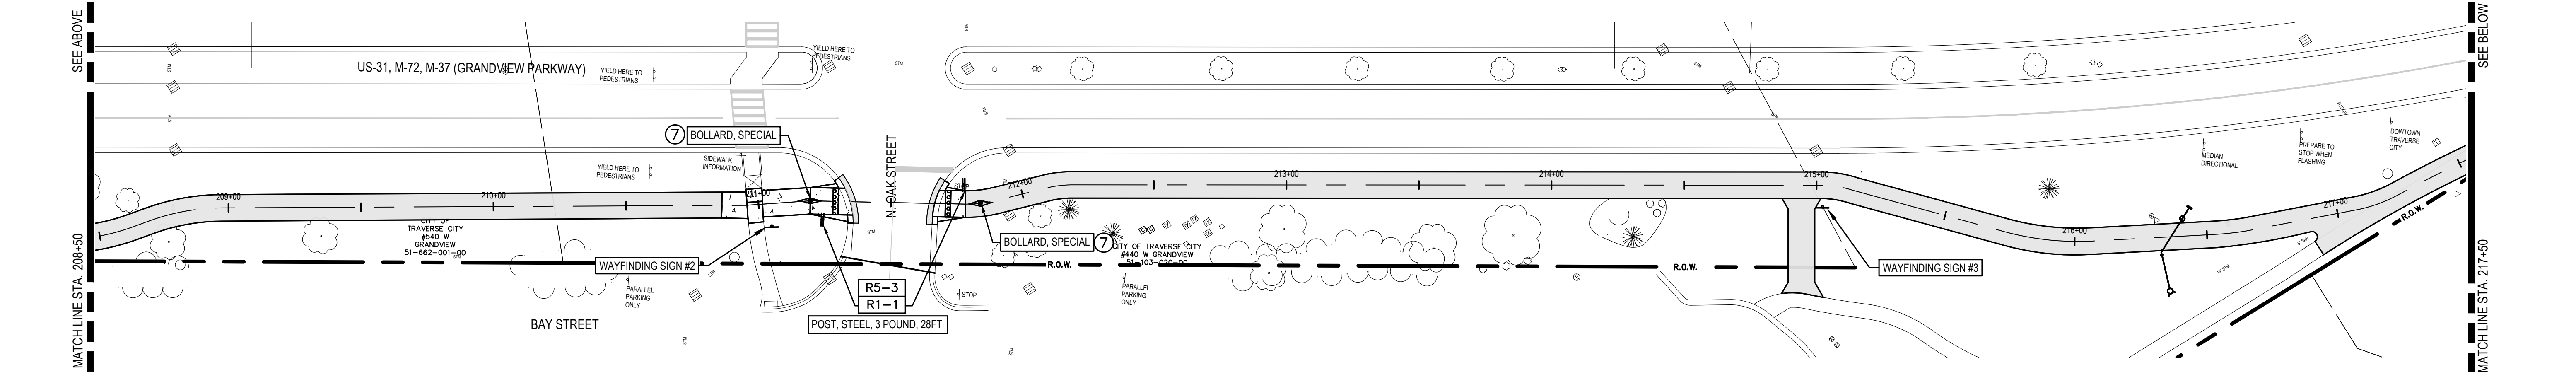 SEE ABOVE
MATCH LINE STA. 208+50
US-31, M-72, M-37 (GRANDVIEW PARKWAY)
YIELD HERE TO
PEDESTRIANS
YIELD HERE TO
PEDESTRIANS
7
BOLLARD, SPECIAL
SIDEWALK
INFORMATION
YIELD HERE TO
PEDESTRIANS
N. OAK STREET
STOP
209+00
210+00
211+00
212+00
213+00
214+00
215+00
216+00
217+00
CITY OF
TRAVERSE CITY
#540 W
GRANDVIEW
51-662-001-00
WAYFINDING SIGN #2
BOLLARD, SPECIAL
7
CITY OF TRAVERSE CITY
#440 W GRANDVIEW
51-103-020-00
R.O.W.
R.O.W.
R.O.W.
WAYFINDING SIGN #3
R5-3
R1-1
POST, STEEL, 3 POUND, 28FT
PARALLEL
PARKING
ONLY
STOP
PARALLEL
PARKING
ONLY
BAY STREET
MEDIAN
DIRECTIONAL
PREPARE TO
STOP WHEN
FLASHING
DOWTOWN
TRAVERSE
CITY
SEE BELOW
MATCH LINE STA. 217+50